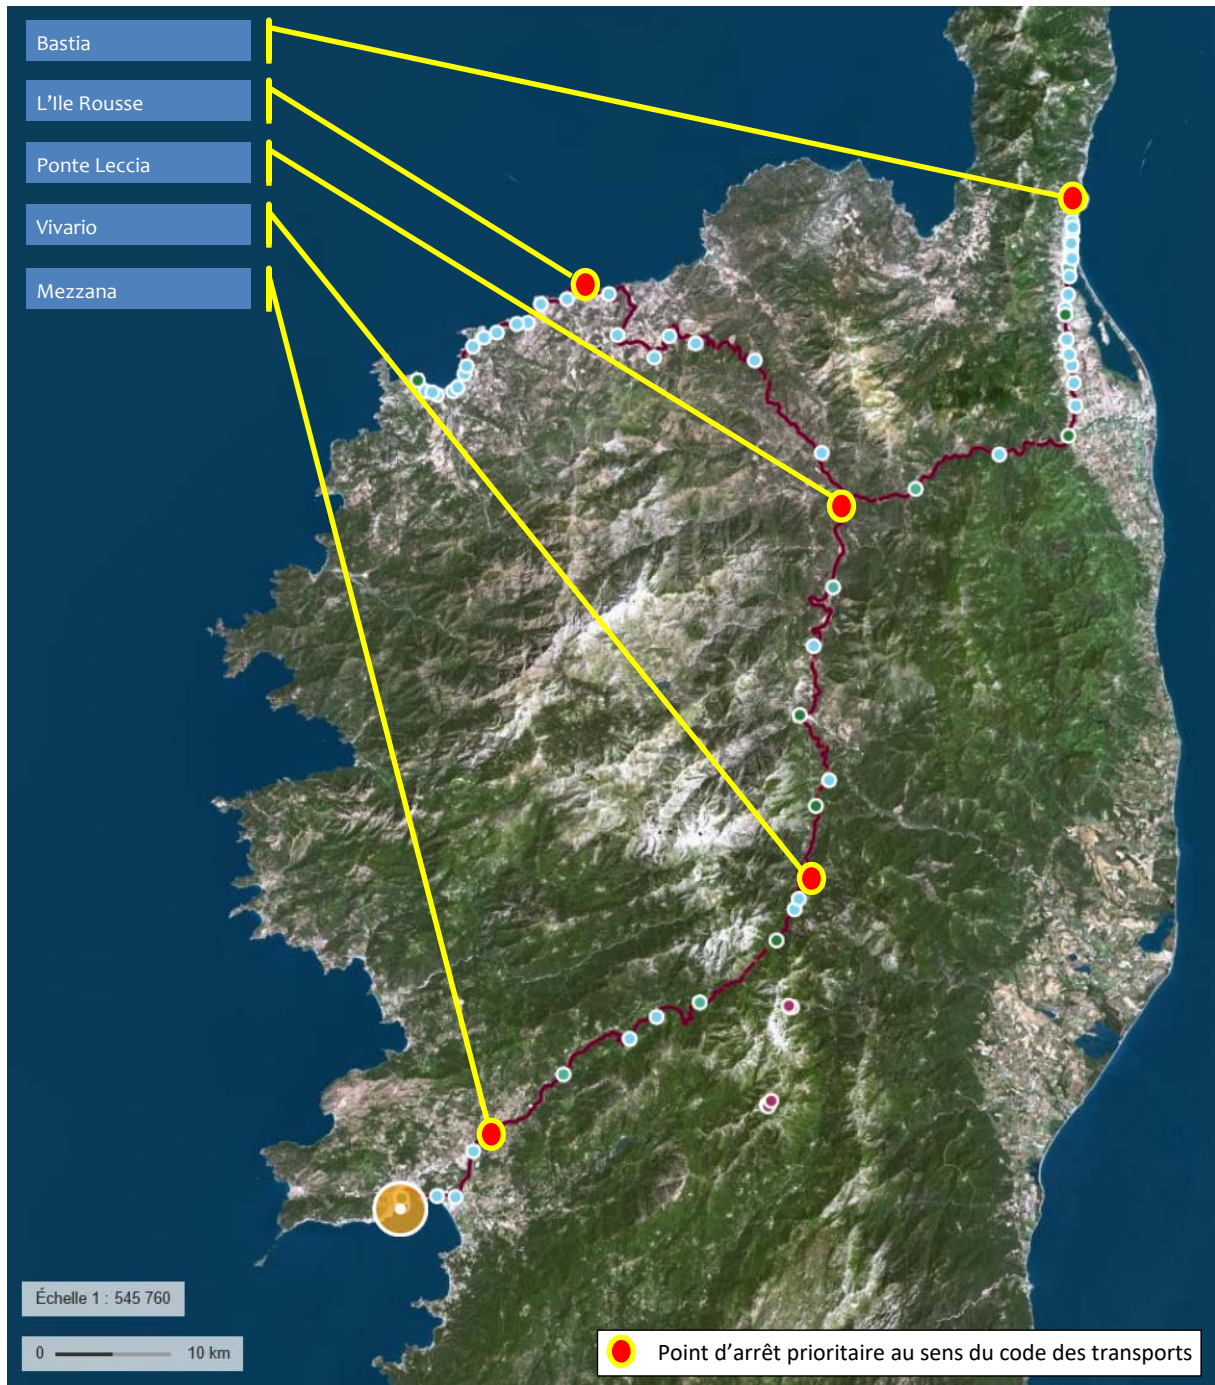 Bastia
L'Ile Rousse
Ponte Leccia
Vivario
Mezzana
Échelle 1 : 545 760
0 10 km
Point d'arrêt prioritaire au sens du code des transports